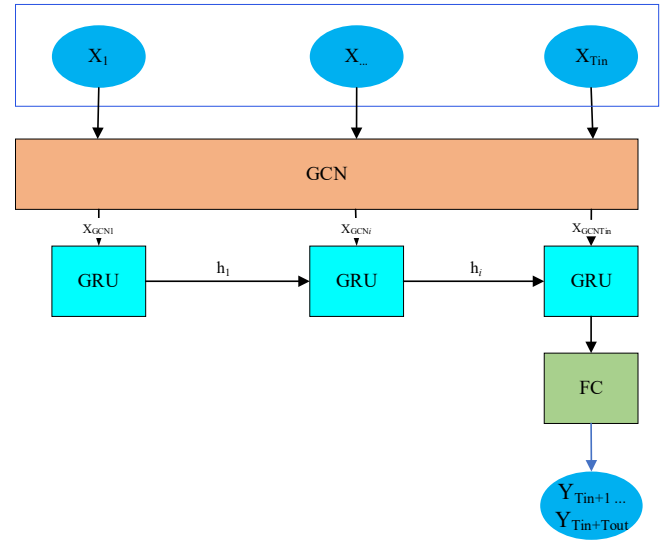 X1
X...
XTin
GCN
XGCN1
XGCNi
XGCNTin
GRU
h1
GRU
hi
GRU
FC
YTin+1 ...
YTin+Tout